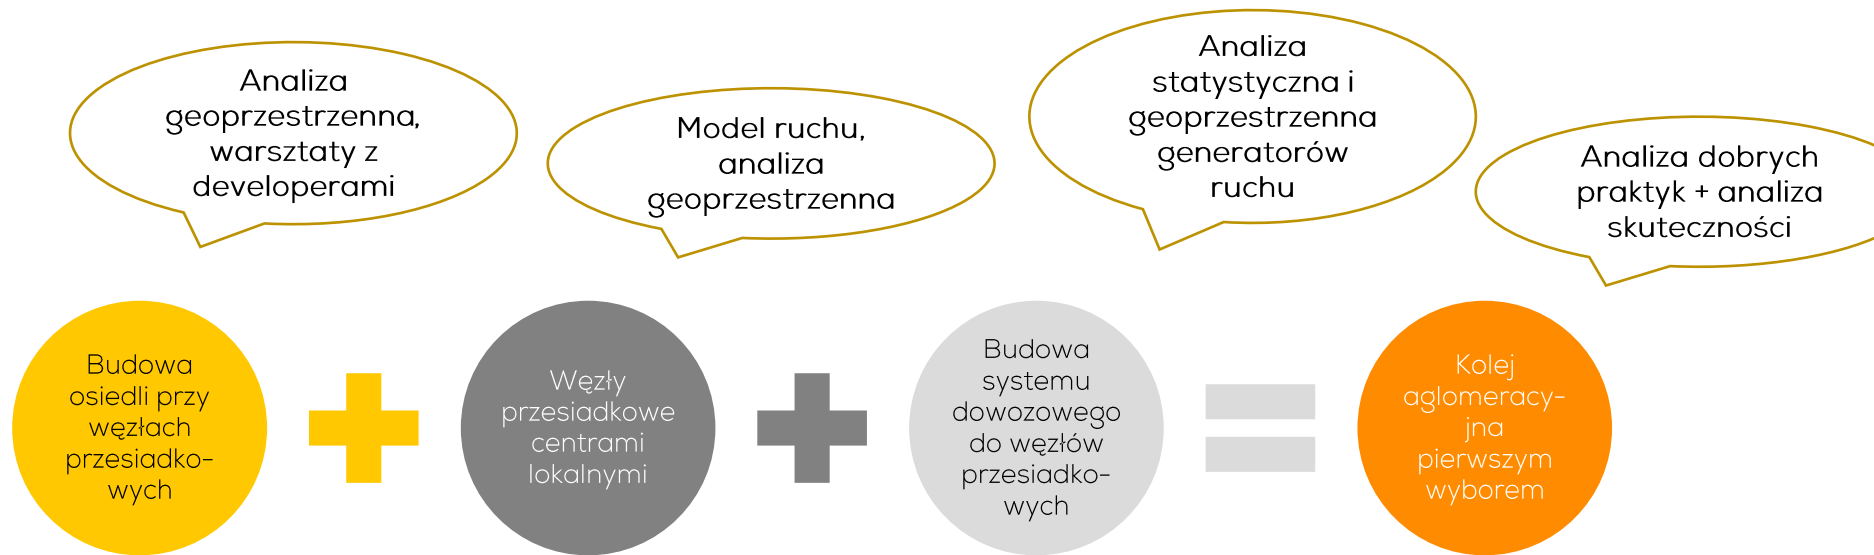 Analiza
geoprzestrzenna,
warsztaty z
developerami
Model ruchu,
analiza
geoprzestrzenna
Analiza
statystyczna i
geoprzestrzenna
generatorów
ruchu
Analiza dobrych
praktyk + analiza
skuteczności
Budowa
osiedli przy
węzłach
przesiadko-
wych
Węzły
przesiadkowe
centrami
lokalnymi
Budowa
systemu
dowozowego
do węzłów
przesiadko-
wych
Kolej
aglomeracy-
jna
pierwszym
wyborem